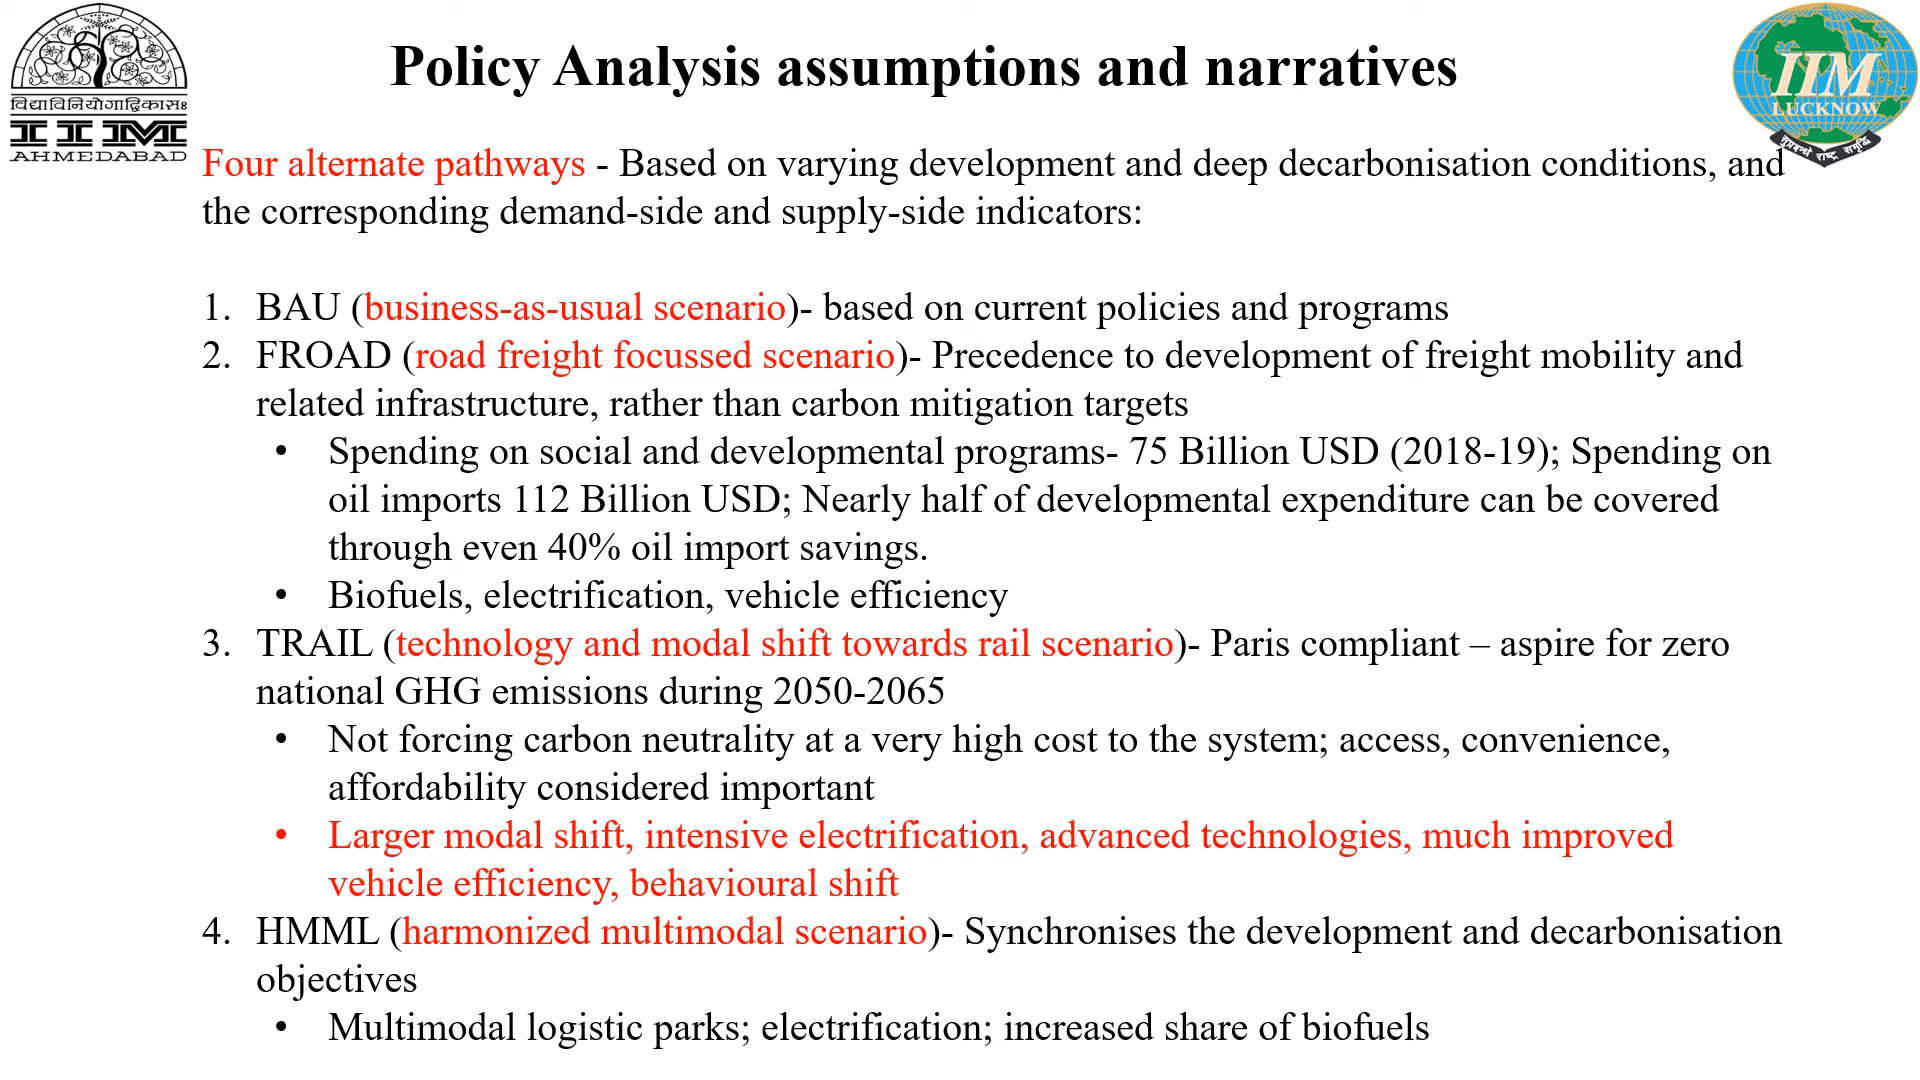 Policy Analysis assumptions and narratives
विद्याविनियोगाद्विकासः
IIM
AHMEDABAD
IIM
LUCKNOW
सुप्रबन्धे राष्ट्र समृद्धि
Four alternate pathways - Based on varying development and deep decarbonisation conditions, and
the corresponding demand-side and supply-side indicators:
1. BAU (business-as-usual scenario)- based on current policies and programs
2. FROAD (road freight focussed scenario)- Precedence to development of freight mobility and
related infrastructure, rather than carbon mitigation targets
• Spending on social and developmental programs- 75 Billion USD (2018-19); Spending on
oil imports 112 Billion USD; Nearly half of developmental expenditure can be covered
through even 40% oil import savings.
• Biofuels, electrification, vehicle efficiency
3. TRAIL (technology and modal shift towards rail scenario)- Paris compliant – aspire for zero
national GHG emissions during 2050-2065
• Not forcing carbon neutrality at a very high cost to the system; access, convenience,
affordability considered important
• Larger modal shift, intensive electrification, advanced technologies, much improved
vehicle efficiency, behavioural shift
4. HMML (harmonized multimodal scenario)- Synchronises the development and decarbonisation
objectives
• Multimodal logistic parks; electrification; increased share of biofuels